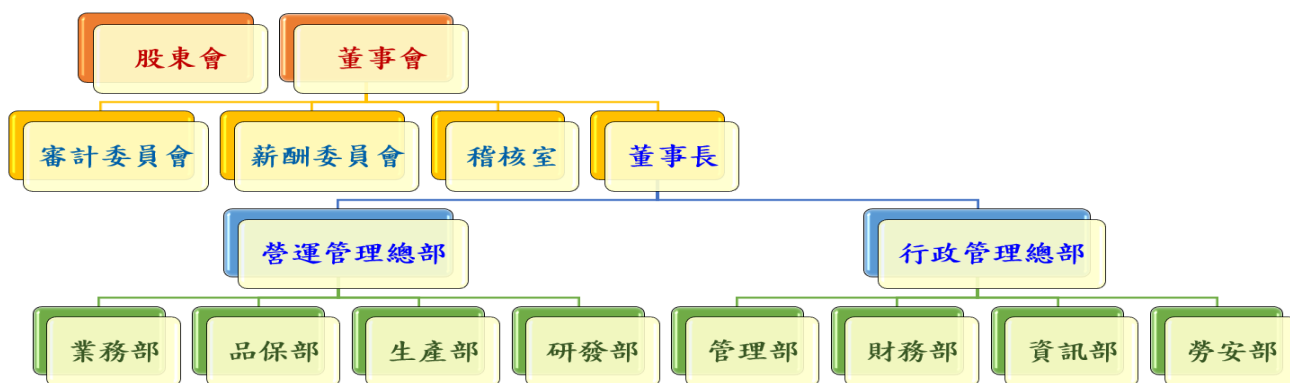 股東會
董事會
審計委員會
薪酬委員會
稽核室
董事長
營運管理總部
行政管理總部
業務部
品保部
生產部
研發部
管理部
財務部
資訊部
勞安部